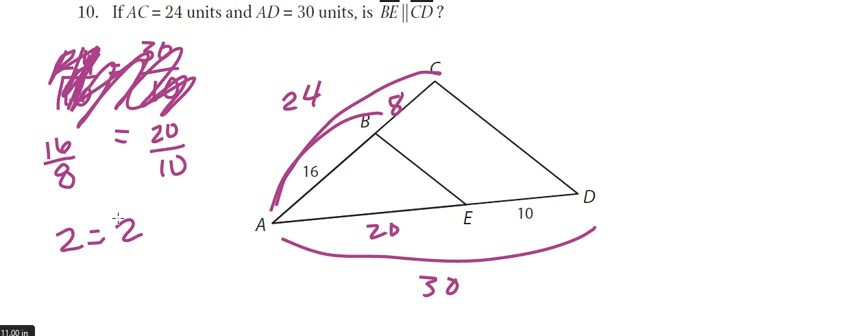 10. If AC = 24 units and AD = 30 units, is BE || CD ?
30
C
24
8
B
16 = 20
8 10
16
D
A
E
10
20
2 = 2
30
11.00 in